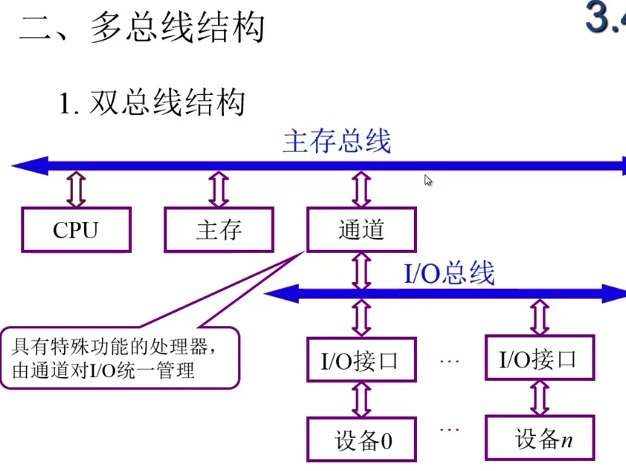 二、多总线结构
3.4
1. 双总线结构
主存总线
CPU
主存
通道
I/O总线
具有特殊功能的处理器，
由通道对I/O统一管理
I/O接口
…
I/O接口
设备0
…
设备n